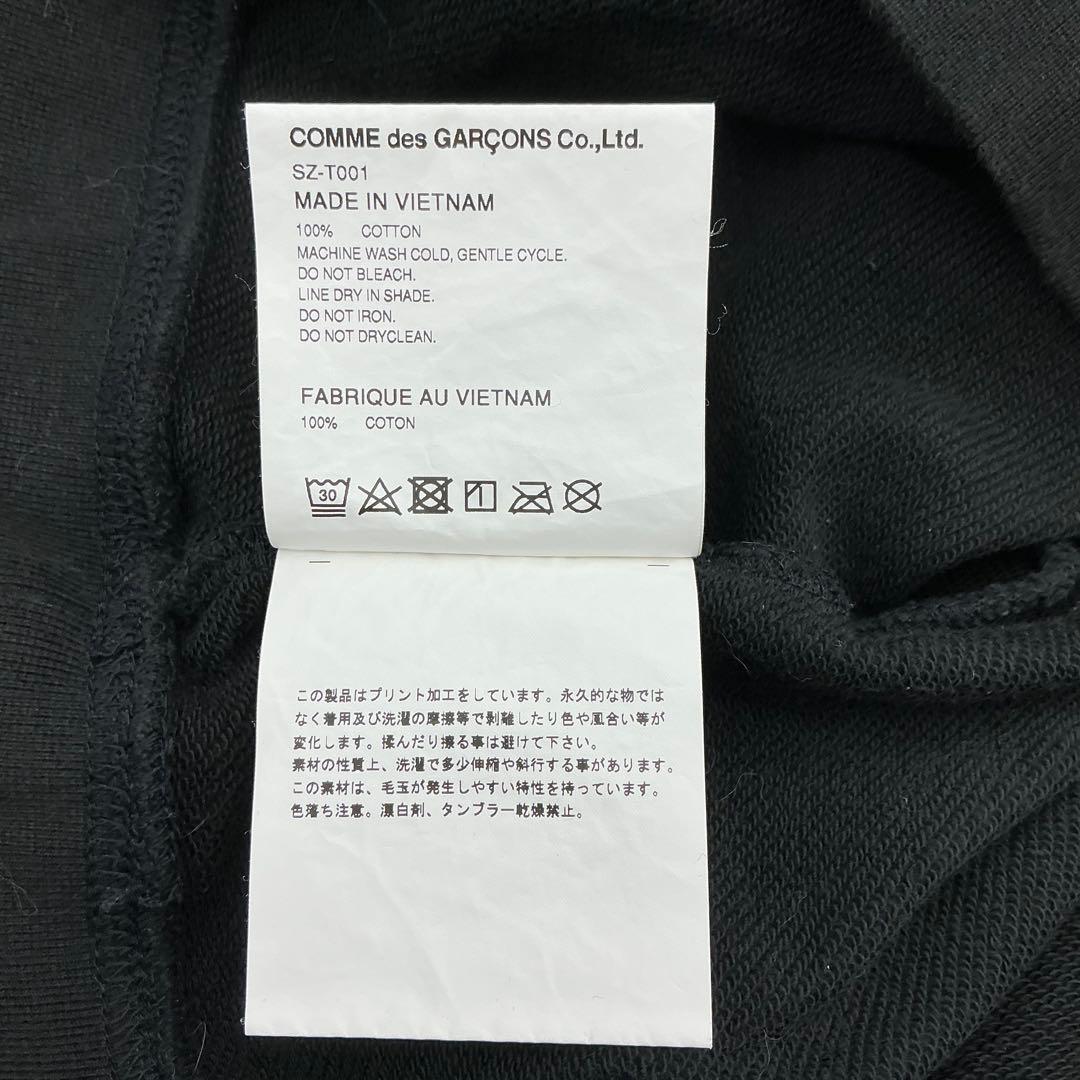 COMME des GARÇONS Co.,Ltd.
SZ-T001
MADE IN VIETNAM
100% COTTON
MACHINE WASH COLD, GENTLE CYCLE.
DO NOT BLEACH.
LINE DRY IN SHADE.
DO NOT IRON.
DO NOT DRYCLEAN.
FABRIQUE AU VIETNAM
100% COTON
30
この製品はプリント加工をしています。永久的な物では
なく着用及び洗濯の摩擦等で剥離したり色や風合い等が
変化します。揉んだり擦る事は避けて下さい。
素材の性質上、洗濯で多少伸縮や斜行する事があります。
この素材は、毛玉が発生しやすい特性を持っています。
色落ち注意。漂白剤、タンブラー乾燥禁止。